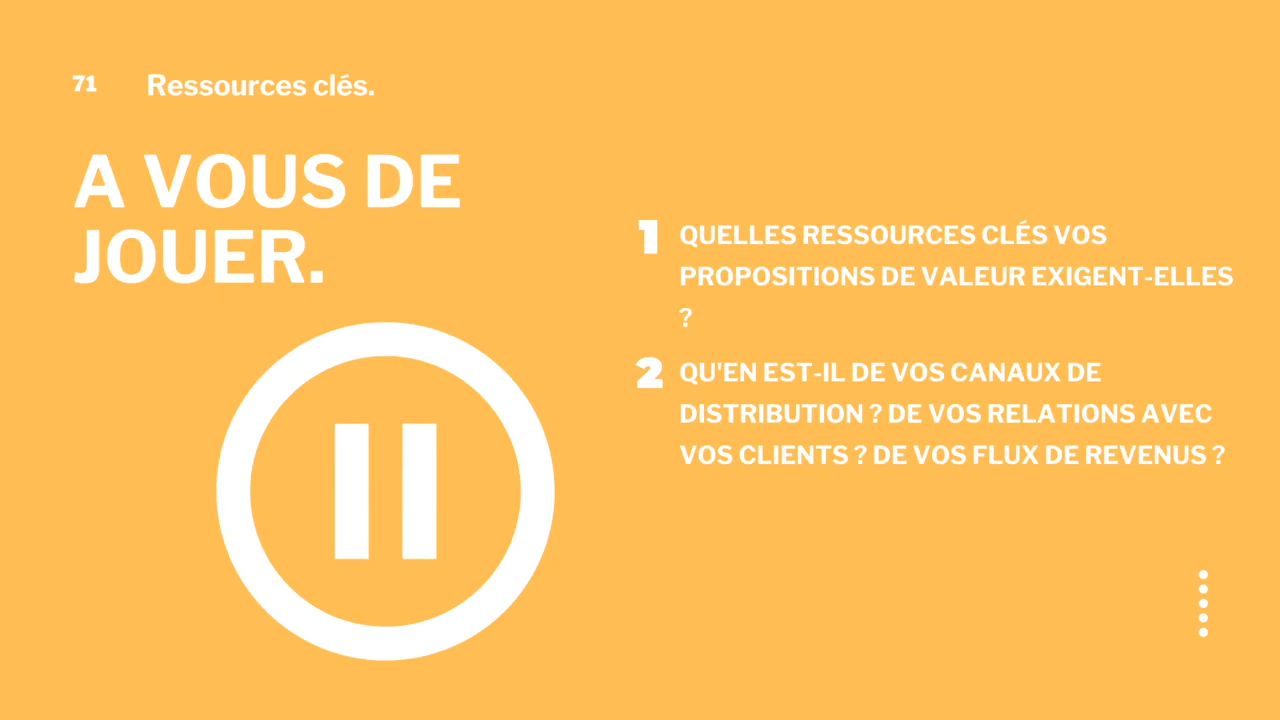 71
Ressources clés.
A VOUS DE
JOUER.
1
QUELLES RESSOURCES CLÉS VOS
PROPOSITIONS DE VALEUR EXIGENT-ELLES
?
2
QU'EN EST-IL DE VOS CANAUX DE
DISTRIBUTION ? DE VOS RELATIONS AVEC
VOS CLIENTS ? DE VOS FLUX DE REVENUS ?